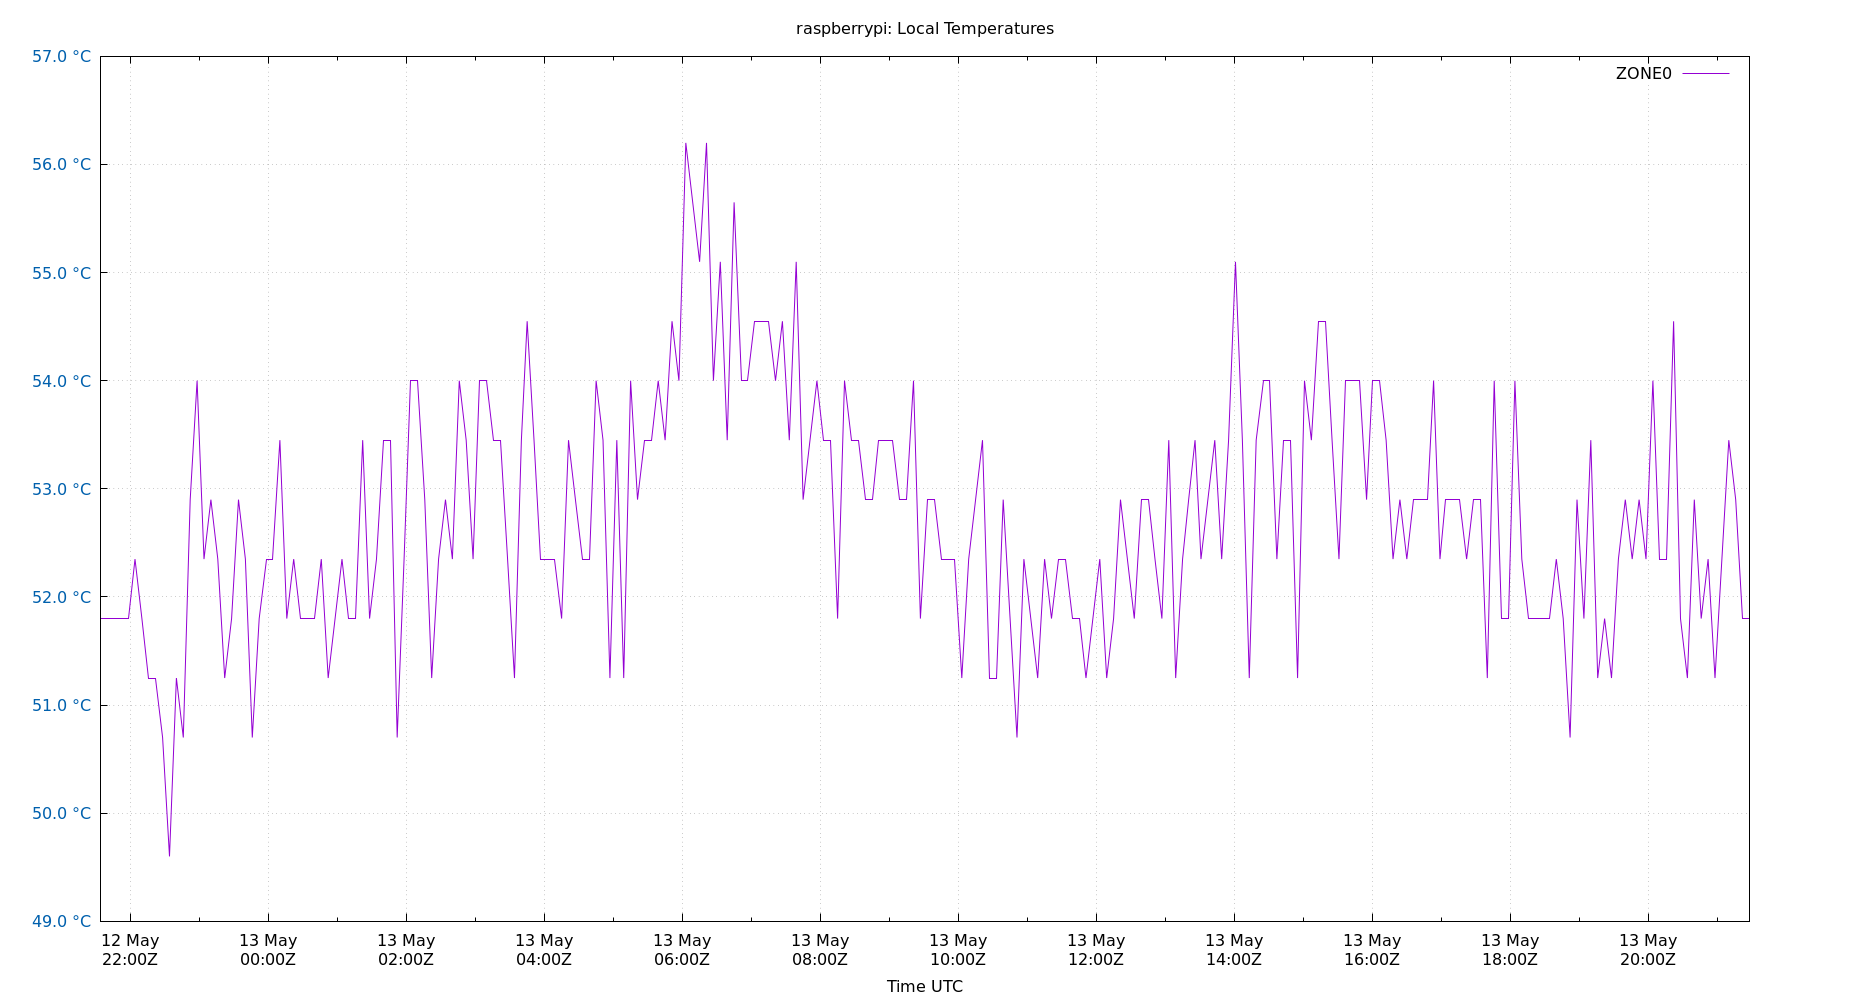 raspberrypi: Local Temperatures
57.0 °C
ZONE0
56.0 °C
55.0 °C
54.0 °C
53.0 °C
52.0 °C
51.0 °C
50.0 °C
49.0 °C
12 May 13 May 13 May 13 May 13 May 13 May 13 May 13 May 13 May 13 May 13 May 13 May
22:00Z 00:00Z 02:00Z 04:00Z 06:00Z 08:00Z 10:00Z 12:00Z 14:00Z 16:00Z 18:00Z 20:00Z
Time UTC